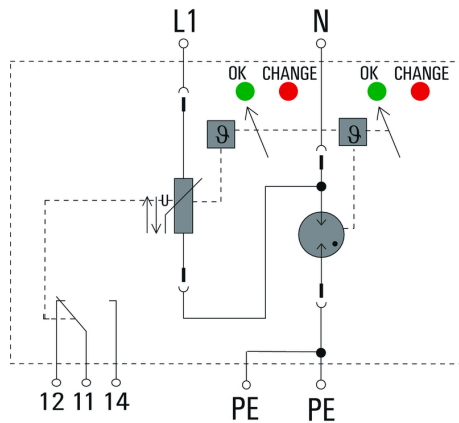 L1 N
OK CHANGE OK CHANGE
ϑ ϑ
U
12 11 14 PE PE